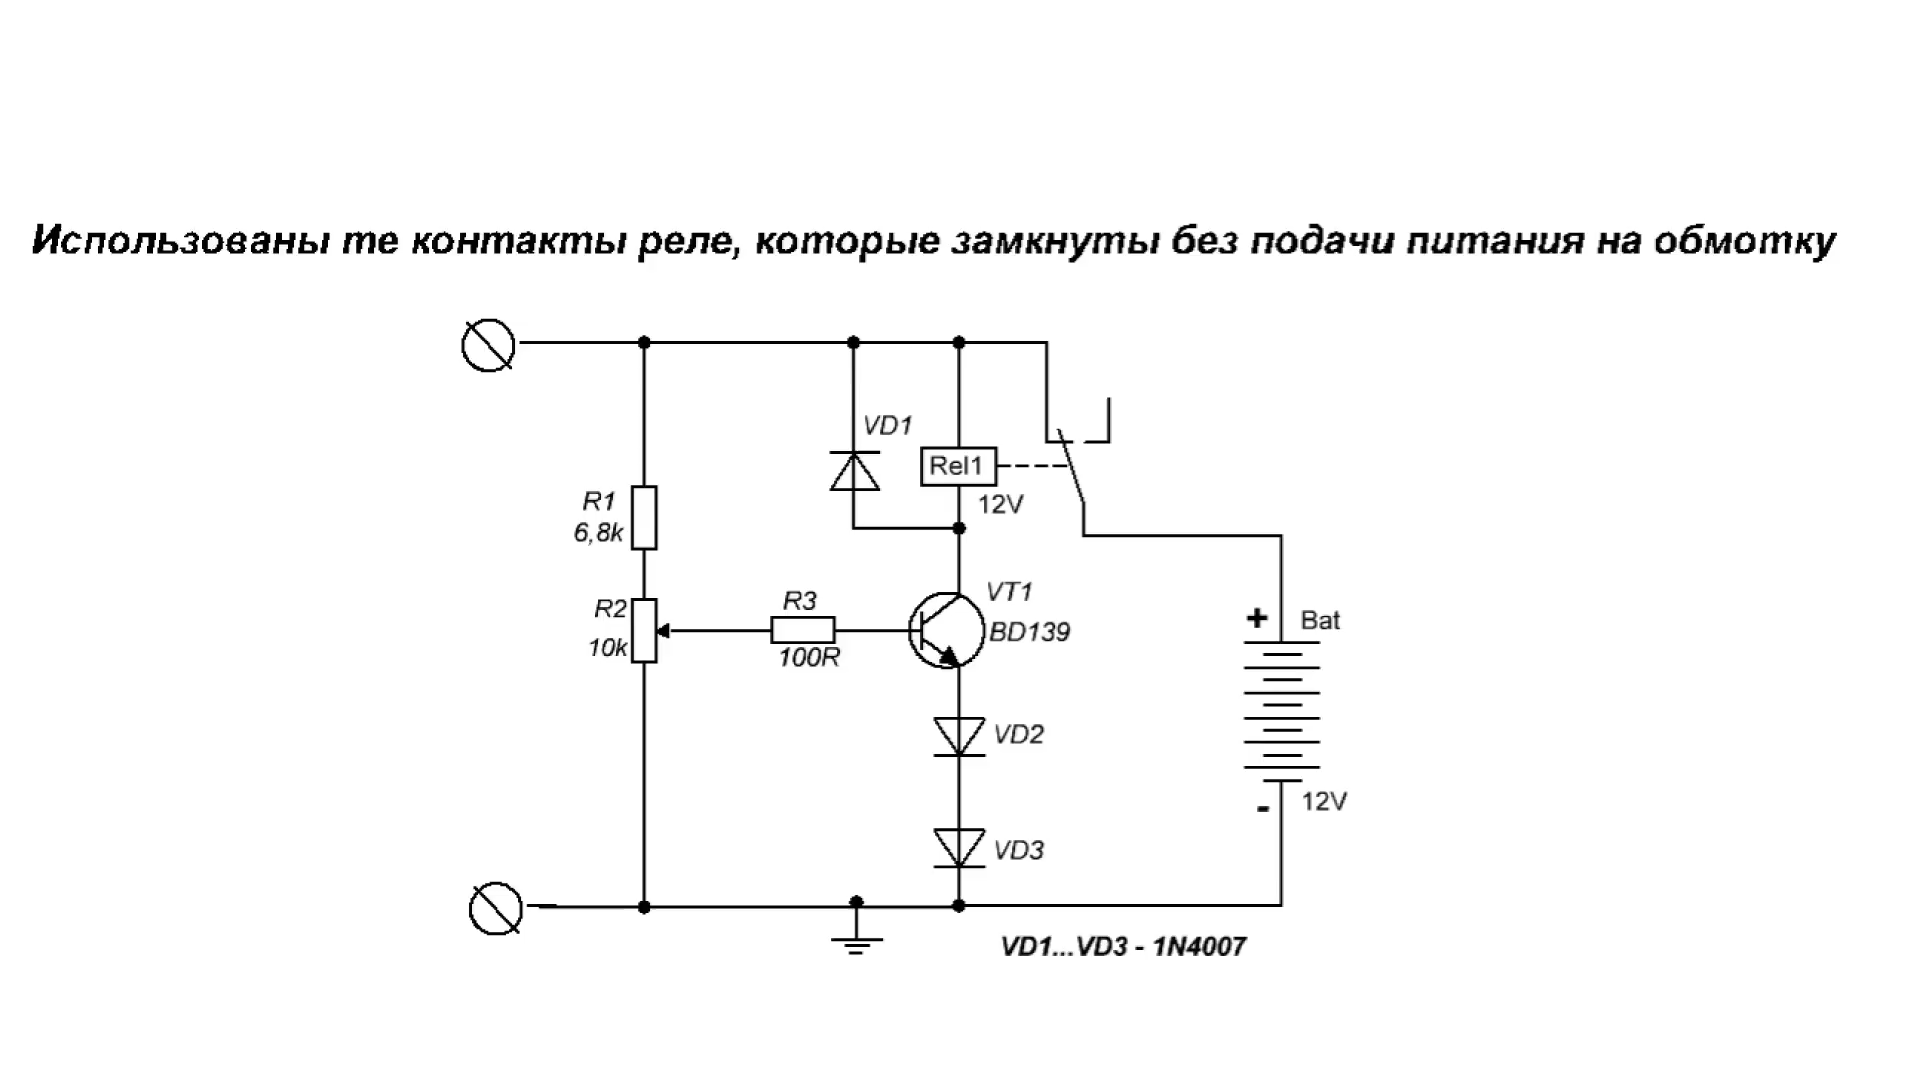 Использованы те контакты реле, которые замкнуты без подачи питания на обмотку
VD1
Rel1
12V
R1
6,8k
R2
10k
R3
100R
VT1
BD139
+ Bat
VD2
VD3
- 12V
VD1...VD3 - 1N4007